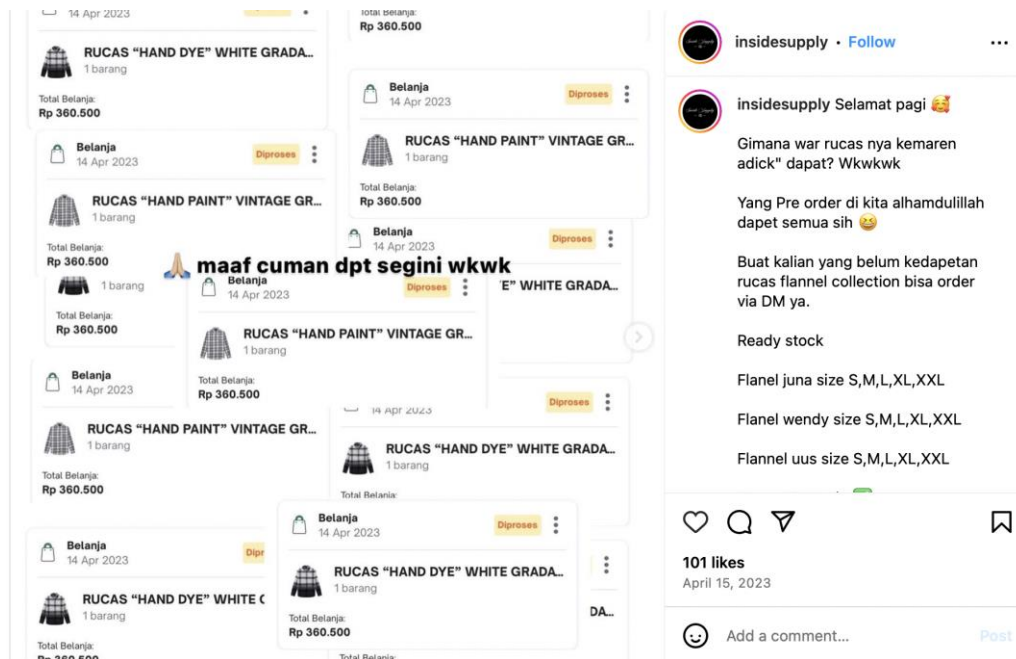 14 Apr 2023
RUCAS “HAND DYE” WHITE GRADA...
1 barang
Total Belanja:
Rp 360.500
Total Belanja:
Rp 360.500
Belanja
14 Apr 2023
Diproses
RUCAS “HAND PAINT” VINTAGE GR...
1 barang
Total Belanja:
Rp 360.500
Belanja
14 Apr 2023
Diproses
RUCAS “HAND PAINT” VINTAGE GR...
1 barang
Total Belanja:
Rp 360.500
Belanja
14 Apr 2023
Diproses
E” WHITE GRADA...
🙏🏼 maaf cuman dpt segini wkwk
1 barang
Total Belanja:
Rp 360.500
Belanja
14 Apr 2023
Diproses
RUCAS “HAND PAINT” VINTAGE GR...
1 barang
Total Belanja:
Rp 360.500
Belanja
14 Apr 2023
RUCAS “HAND PAINT” VINTAGE GR...
1 barang
Total Belanja:
Rp 360.500
14 Apr 2023
Diproses
RUCAS “HAND DYE” WHITE GRADA...
1 barang
Total Belanja:
Belanja
14 Apr 2023
Dipr
RUCAS “HAND DYE” WHITE G
1 barang
Total Belanja:
Rp 360.500
Belanja
14 Apr 2023
Diproses
RUCAS “HAND DYE” WHITE GRADA...
1 barang
Total Belanja:
Rp 360.500
DA...
Total Belanja:
insidesupply • Follow
insidesupply Selamat pagi 🥰
Gimana war rucas nya kemaren
adick" dapat? Wkwkwk
Yang Pre order di kita alhamdulillah
dapet semua sih 😆
Buat kalian yang belum kedapetan
rucas flannel collection bisa order
via DM ya.
Ready stock
Flanel juna size S,M,L,XL,XXL
Flanel wendy size S,M,L,XL,XXL
Flannel uus size S,M,L,XL,XXL
101 likes
April 15, 2023
Add a comment...
Post